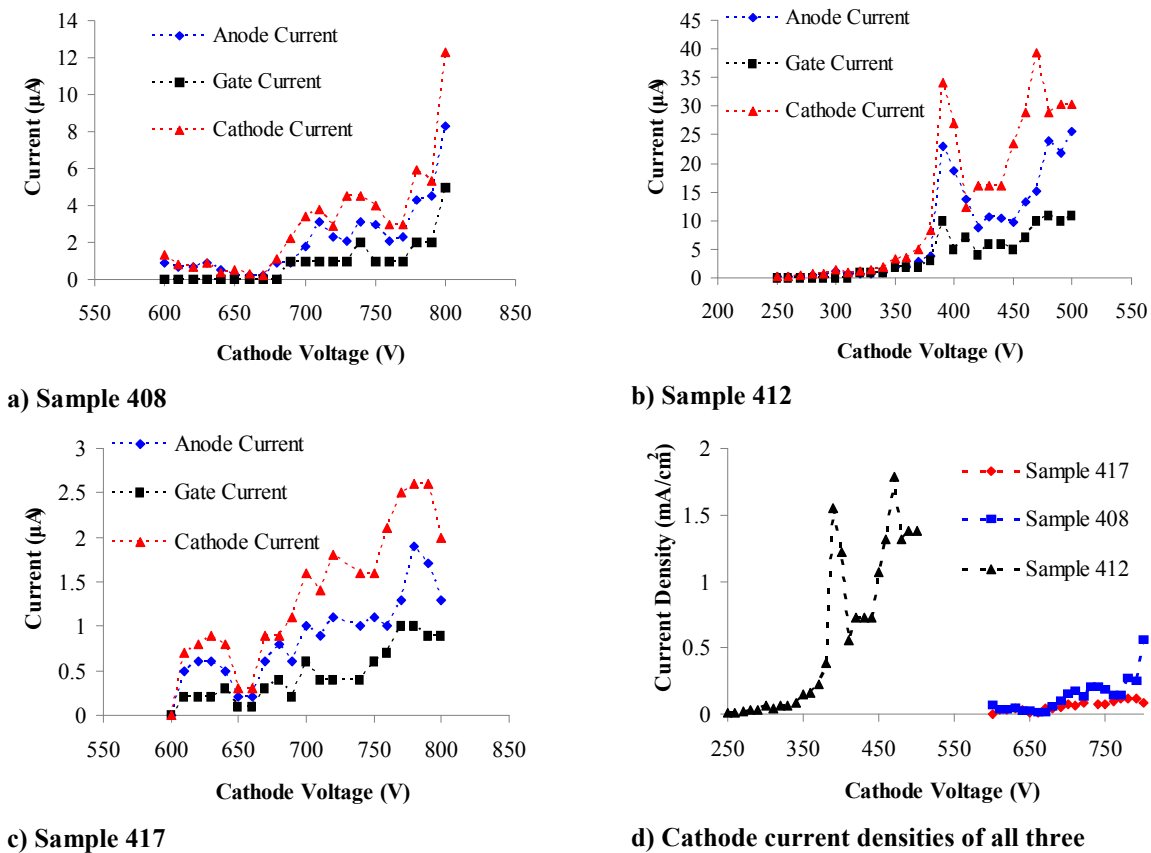 14
12
10
8
6
4
2
0
550 600 650 700 750 800 850
Current (µA)
Cathode Voltage (V)
Anode Current
Gate Current
Cathode Current
a) Sample 408
45
40
35
30
25
20
15
10
5
0
200 250 300 350 400 450 500 550
Current (µA)
Cathode Voltage (V)
Anode Current
Gate Current
Cathode Current
b) Sample 412
3
2.5
2
1.5
1
0.5
0
550 600 650 700 750 800 850
Current (µA)
Cathode Voltage (V)
Anode Current
Gate Current
Cathode Current
c) Sample 417
2
1.5
1
0.5
0
250 350 450 550 650 750
Current Density (mA/cm²)
Cathode Voltage (V)
Sample 417
Sample 408
Sample 412
d) Cathode current densities of all three